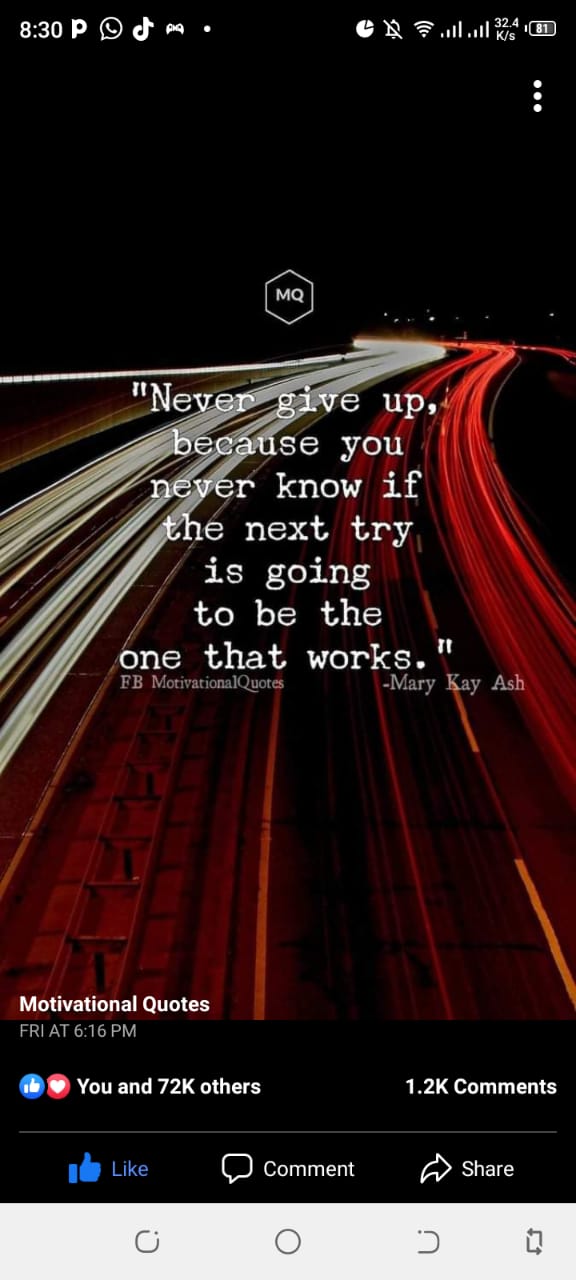 8:30
32.4
K/s
81
MQ
"Never give up,
because you
never know if
the next try
is going
to be the
one that works."
FB MotivationalQuotes -Mary Kay Ash
Motivational Quotes
FRI AT 6:16 PM
You and 72K others 1.2K Comments
Like Comment Share